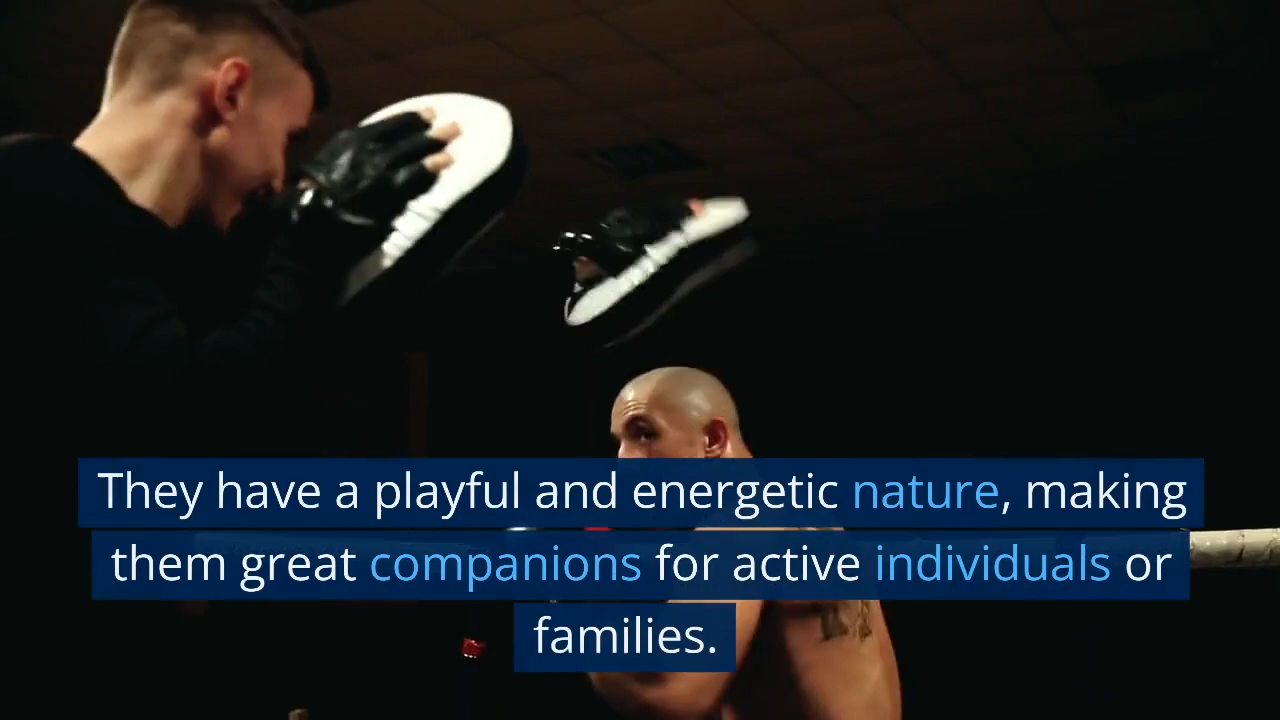 They have a playful and energetic nature, making
them great companions for active individuals or
families.